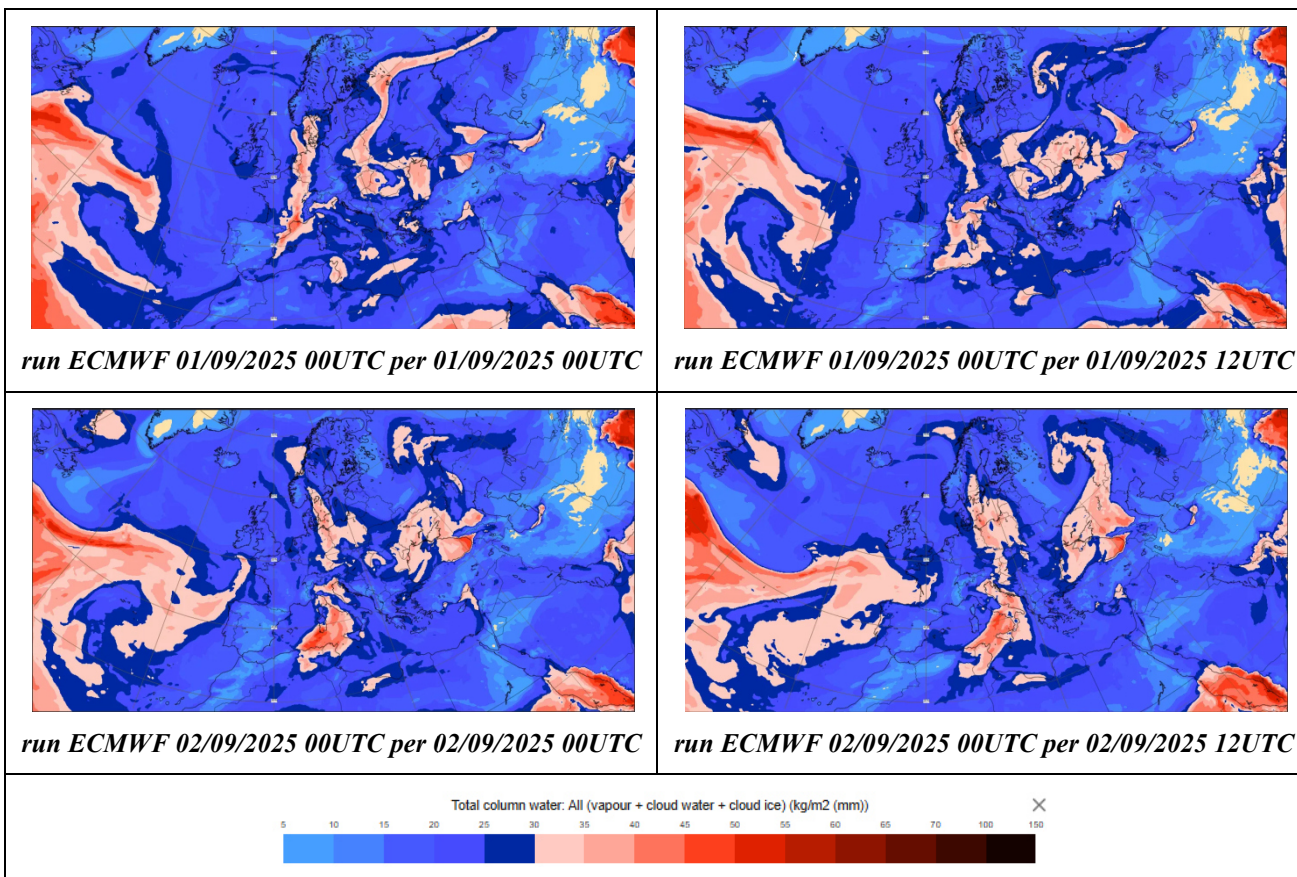 run ECMWF 01/09/2025 00UTC per 01/09/2025 00UTC
run ECMWF 01/09/2025 00UTC per 01/09/2025 12UTC
run ECMWF 02/09/2025 00UTC per 02/09/2025 00UTC
run ECMWF 02/09/2025 00UTC per 02/09/2025 12UTC
Total column water: All (vapour + cloud water + cloud ice) (kg/m2 (mm))
5 10 15 20 25 30 35 40 45 50 55 60 65 70 100 150